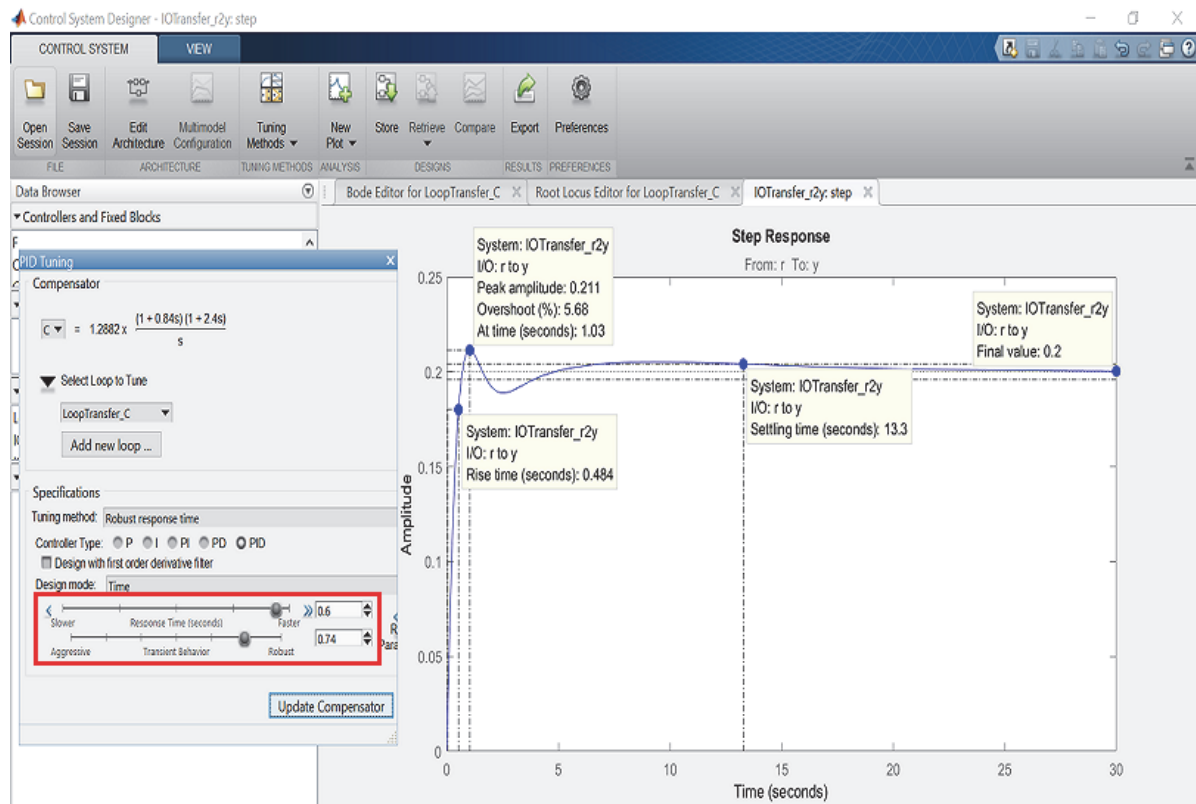 Control System Designer - IOTransfer_r2y: step
CONTROL SYSTEM
VIEW
Open Session
Save Session
Edit Architecture
Multimodel Configuration
Tuning Methods
New Plot
Store
Retrieve
Compare
Export
Preferences
FILE
ARCHITECTURE
TUNING METHODS
ANALYSIS
DESIGNS
RESULTS
PREFERENCES
Data Browser
Bode Editor for LoopTransfer_C
Root Locus Editor for LoopTransfer_C
IOTransfer_r2y: step
Controllers and Fixed Blocks
F
PID Tuning
X
Compensator
C = 1.2882 x (1 + 0.84s) (1 + 2.4s)
s
Select Loop to Tune
LoopTransfer_C
Add new loop ...
Specifications
Tuning method: Robust response time
Controller Type: P I PI PD PID
Design with first order derivative filter
Design mode: Time
Slower
Response Time (seconds)
Faster
0.6
Aggressive
Transient Behavior
Robust
0.74
R
Para
Update Compensator
Step Response
From: r To: y
System: IOTransfer_r2y
I/O: r to y
Peak amplitude: 0.211
Overshoot (%): 5.68
At time (seconds): 1.03
System: IOTransfer_r2y
I/O: r to y
Final value: 0.2
System: IOTransfer_r2y
I/O: r to y
Settling time (seconds): 13.3
System: IOTransfer_r2y
I/O: r to y
Rise time (seconds): 0.484
Amplitude
0.25
0.2
0.15
0.1
0.05
0
0
5
10
15
20
25
30
Time (seconds)